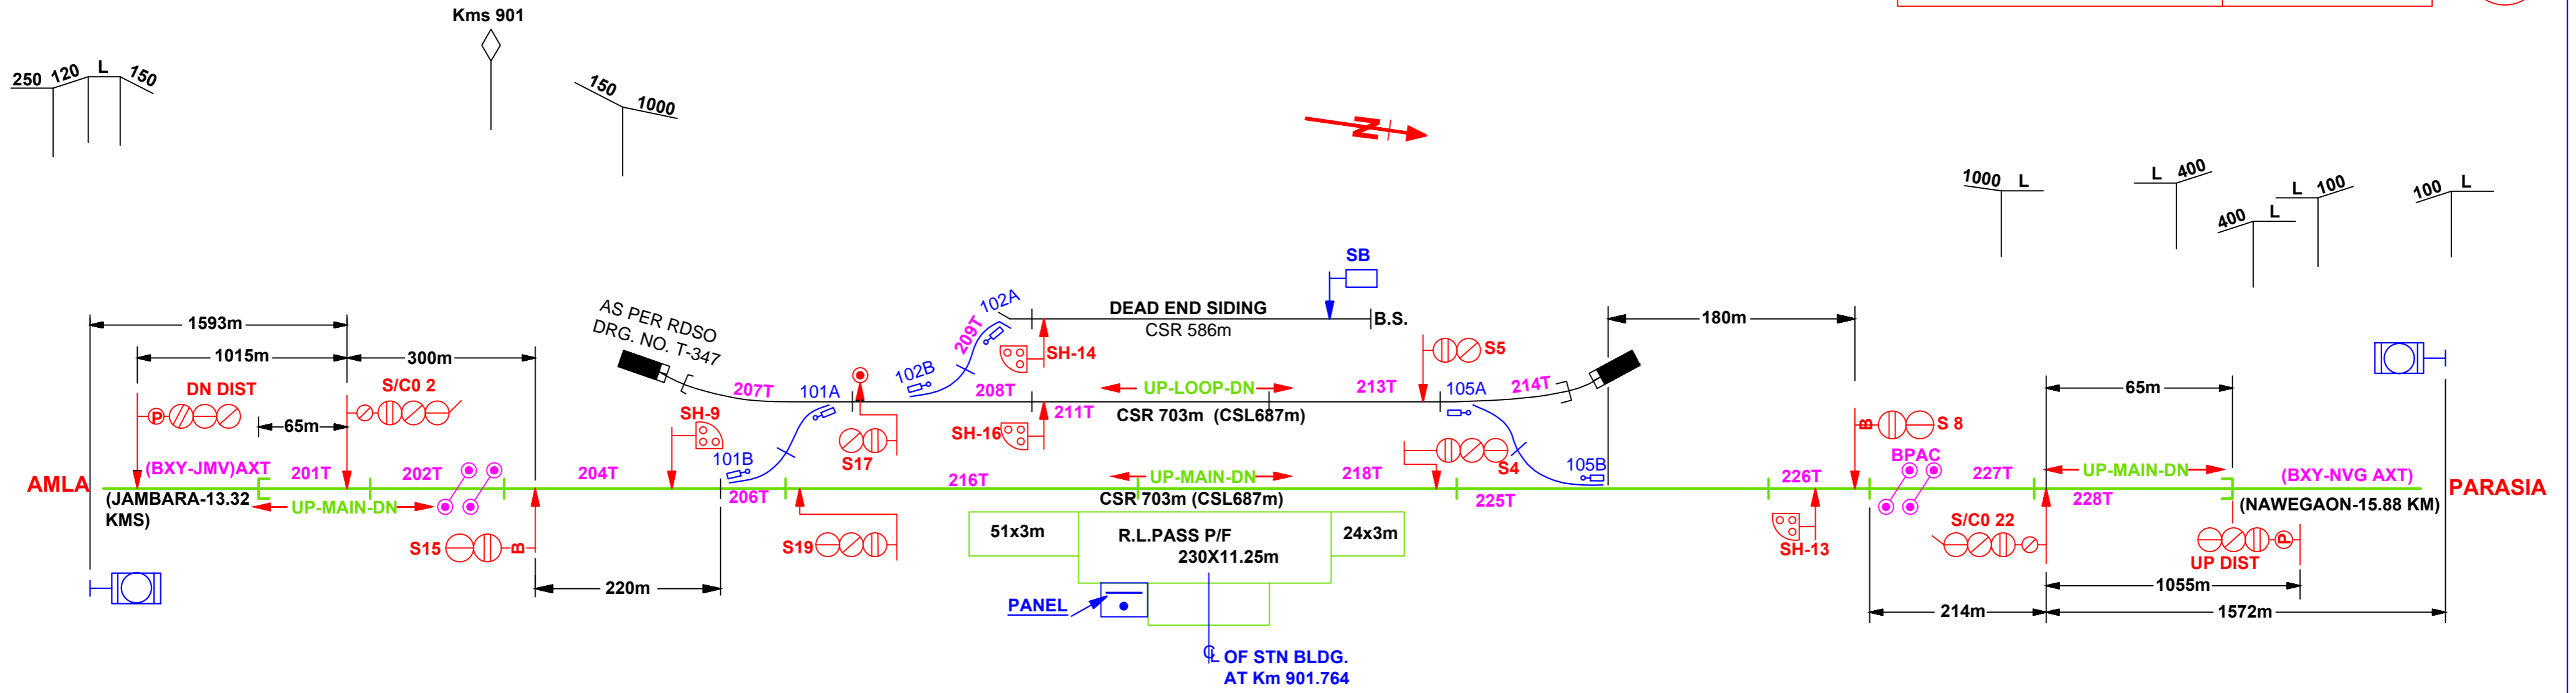 Kms 901
250 120 L 150
150 1000
N
1000 L
L 400
400 L
L 100
100 L
SB
AS PER RDSO
DRG. NO. T-347
1593m
1015m
300m
DN DIST
S/C0 2
P
65m
102A
209T
DEAD END SIDING
CSR 586m
B.S.
SH-14
102B
207T
101A
208T
UP-LOOP-DN
213T
S5
105A
214T
180m
65m
SH-9
S17
SH-16
211T
CSR 703m (CSL687m)
B
S 8
BPAC
AMLA
(BXY-JMV)AXT
201T
202T
204T
101B
206T
216T
UP-MAIN-DN
218T
S4
105B
225T
226T
227T
UP-MAIN-DN
228T
(BXY-NVG AXT)
PARASIA
(JAMBARA-13.32
KMS)
UP-MAIN-DN
CSR 703m (CSL687m)
(NAWEGAON-15.88 KM)
S15
B
S19
51x3m
R.L.PASS P/F
230X11.25m
24x3m
SH-13
S/C0 22
P
UP DIST
220m
PANEL
1055m
214m
1572m
CL OF STN BLDG.
AT Km 901.764